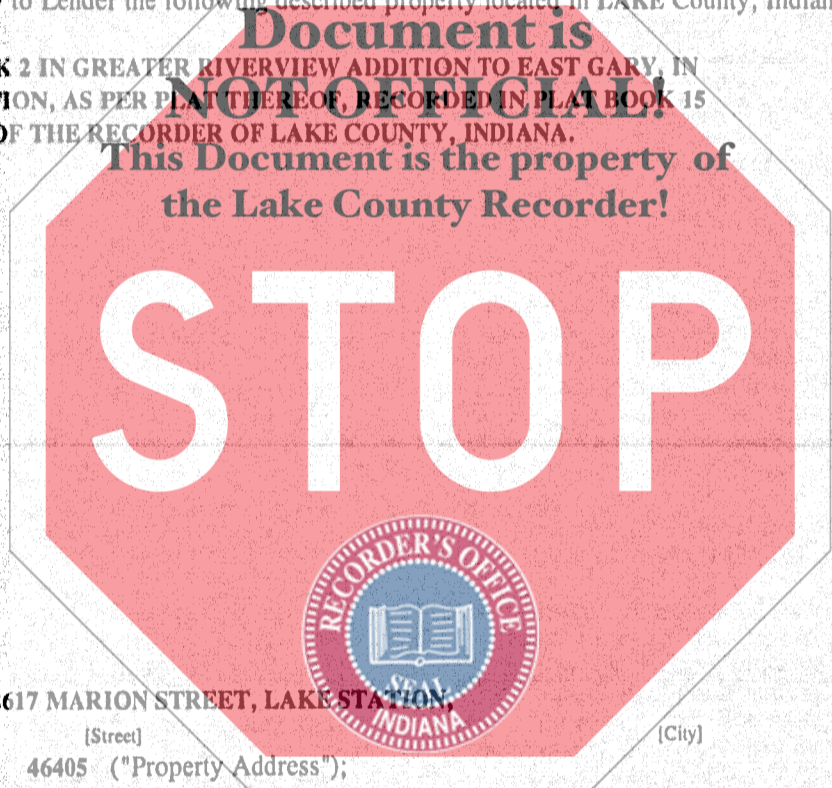 to Lender the following described property located in LAKE County, Indian
Document is
K 2 IN GREATER RIVERVIEW ADDITION TO EAST GARY, IN
NOT OFFICIAL!
ION, AS PER PLAT THEREOF, RECORDED IN PLAT BOOK 15
OF THE RECORDER OF LAKE COUNTY, INDIANA.
This Document is the property of
the Lake County Recorder!
STOP
RECORDER'S OFFICE
SEAL
INDIANA
617 MARION STREET, LAKE STATION,
[Street] [City]
46405 ("Property Address");